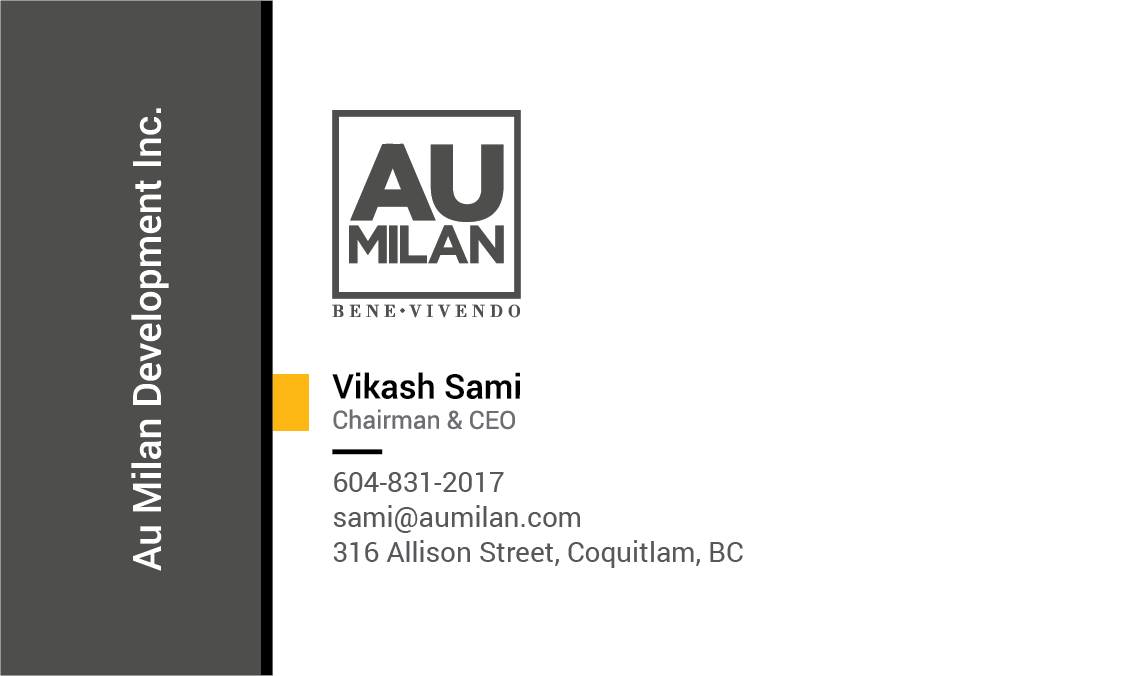 Au Milan Development Inc.
AU
MILAN
BENE•VIVENDO
Vikash Sami
Chairman & CEO
604-831-2017
sami@aumilan.com
316 Allison Street, Coquitlam, BC